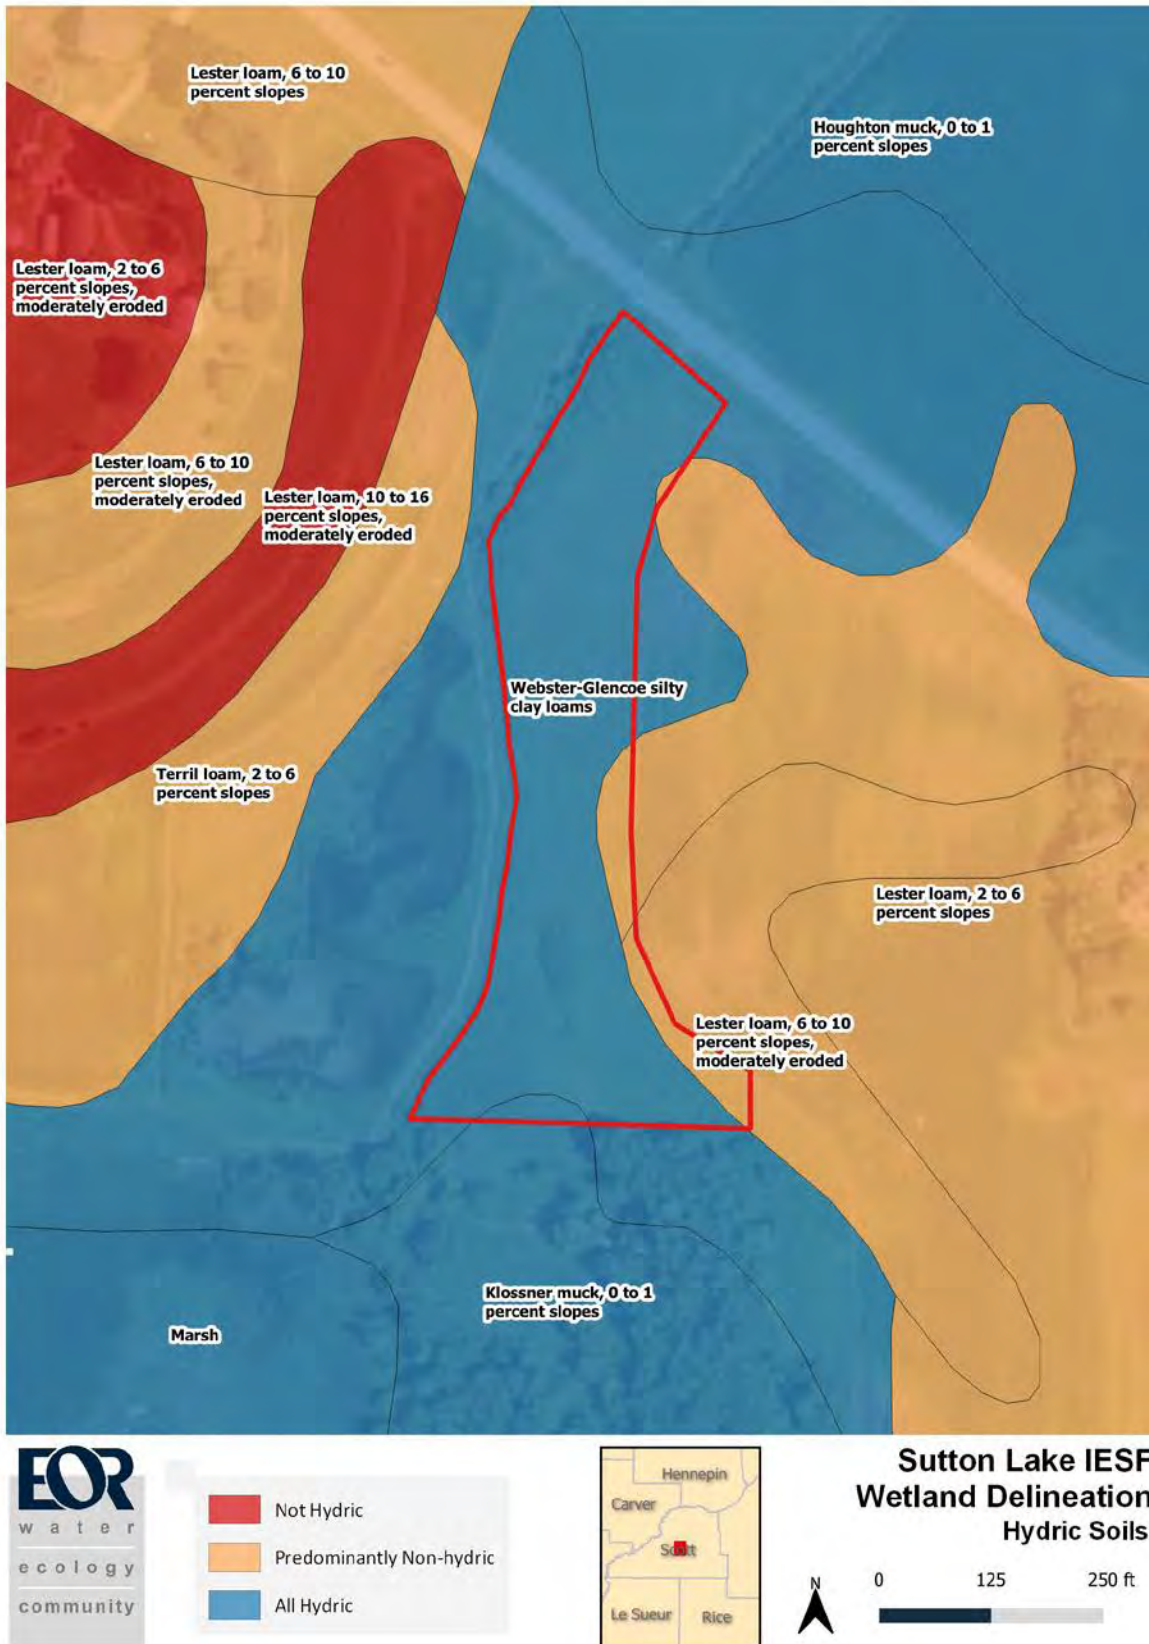 Lester loam, 6 to 10
percent slopes
Houghton muck, 0 to 1
percent slopes
Lester loam, 2 to 6
percent slopes,
moderately eroded
Lester loam, 6 to 10
percent slopes,
moderately eroded
Lester loam, 10 to 16
percent slopes,
moderately eroded
Webster-Glencoe silty
clay loams
Terril loam, 2 to 6
percent slopes
Lester loam, 2 to 6
percent slopes
Lester loam, 6 to 10
percent slopes,
moderately eroded
Klossner muck, 0 to 1
percent slopes
Marsh
EOR
water
ecology
community
Not Hydric
Predominantly Non-hydric
All Hydric
Hennepin
Carver
Scott
Le Sueur
Rice
Sutton Lake IESF
Wetland Delineation
Hydric Soils
N
0 125 250 ft